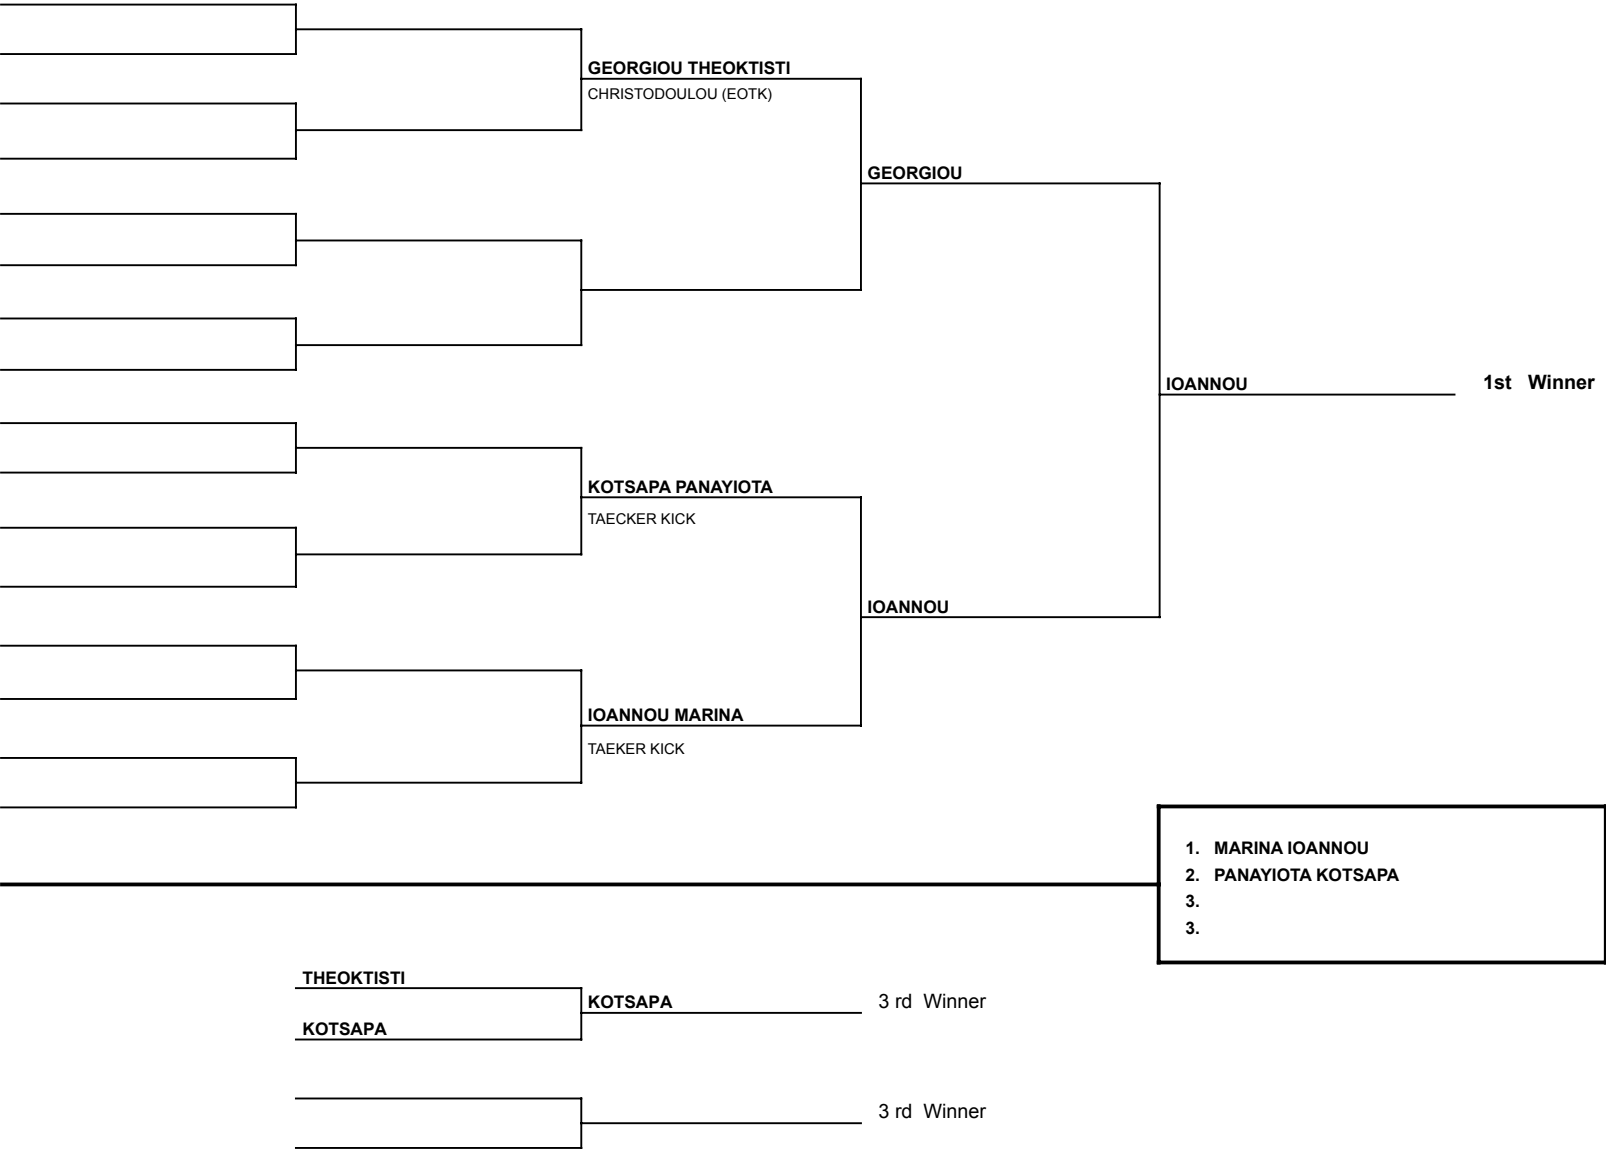 GEORGIOU THEOKTISTI
CHRISTODOULOU (EOTK)
GEORGIOU
IOANNOU
1st Winner
KOTSAPA PANAYIOTA
TAECKER KICK
IOANNOU
IOANNOU MARINA
TAEKER KICK
1. MARINA IOANNOU
2. PANAYIOTA KOTSAPA
3.
3.
THEOKTISTI
KOTSAPA
3 rd Winner
KOTSAPA
3 rd Winner